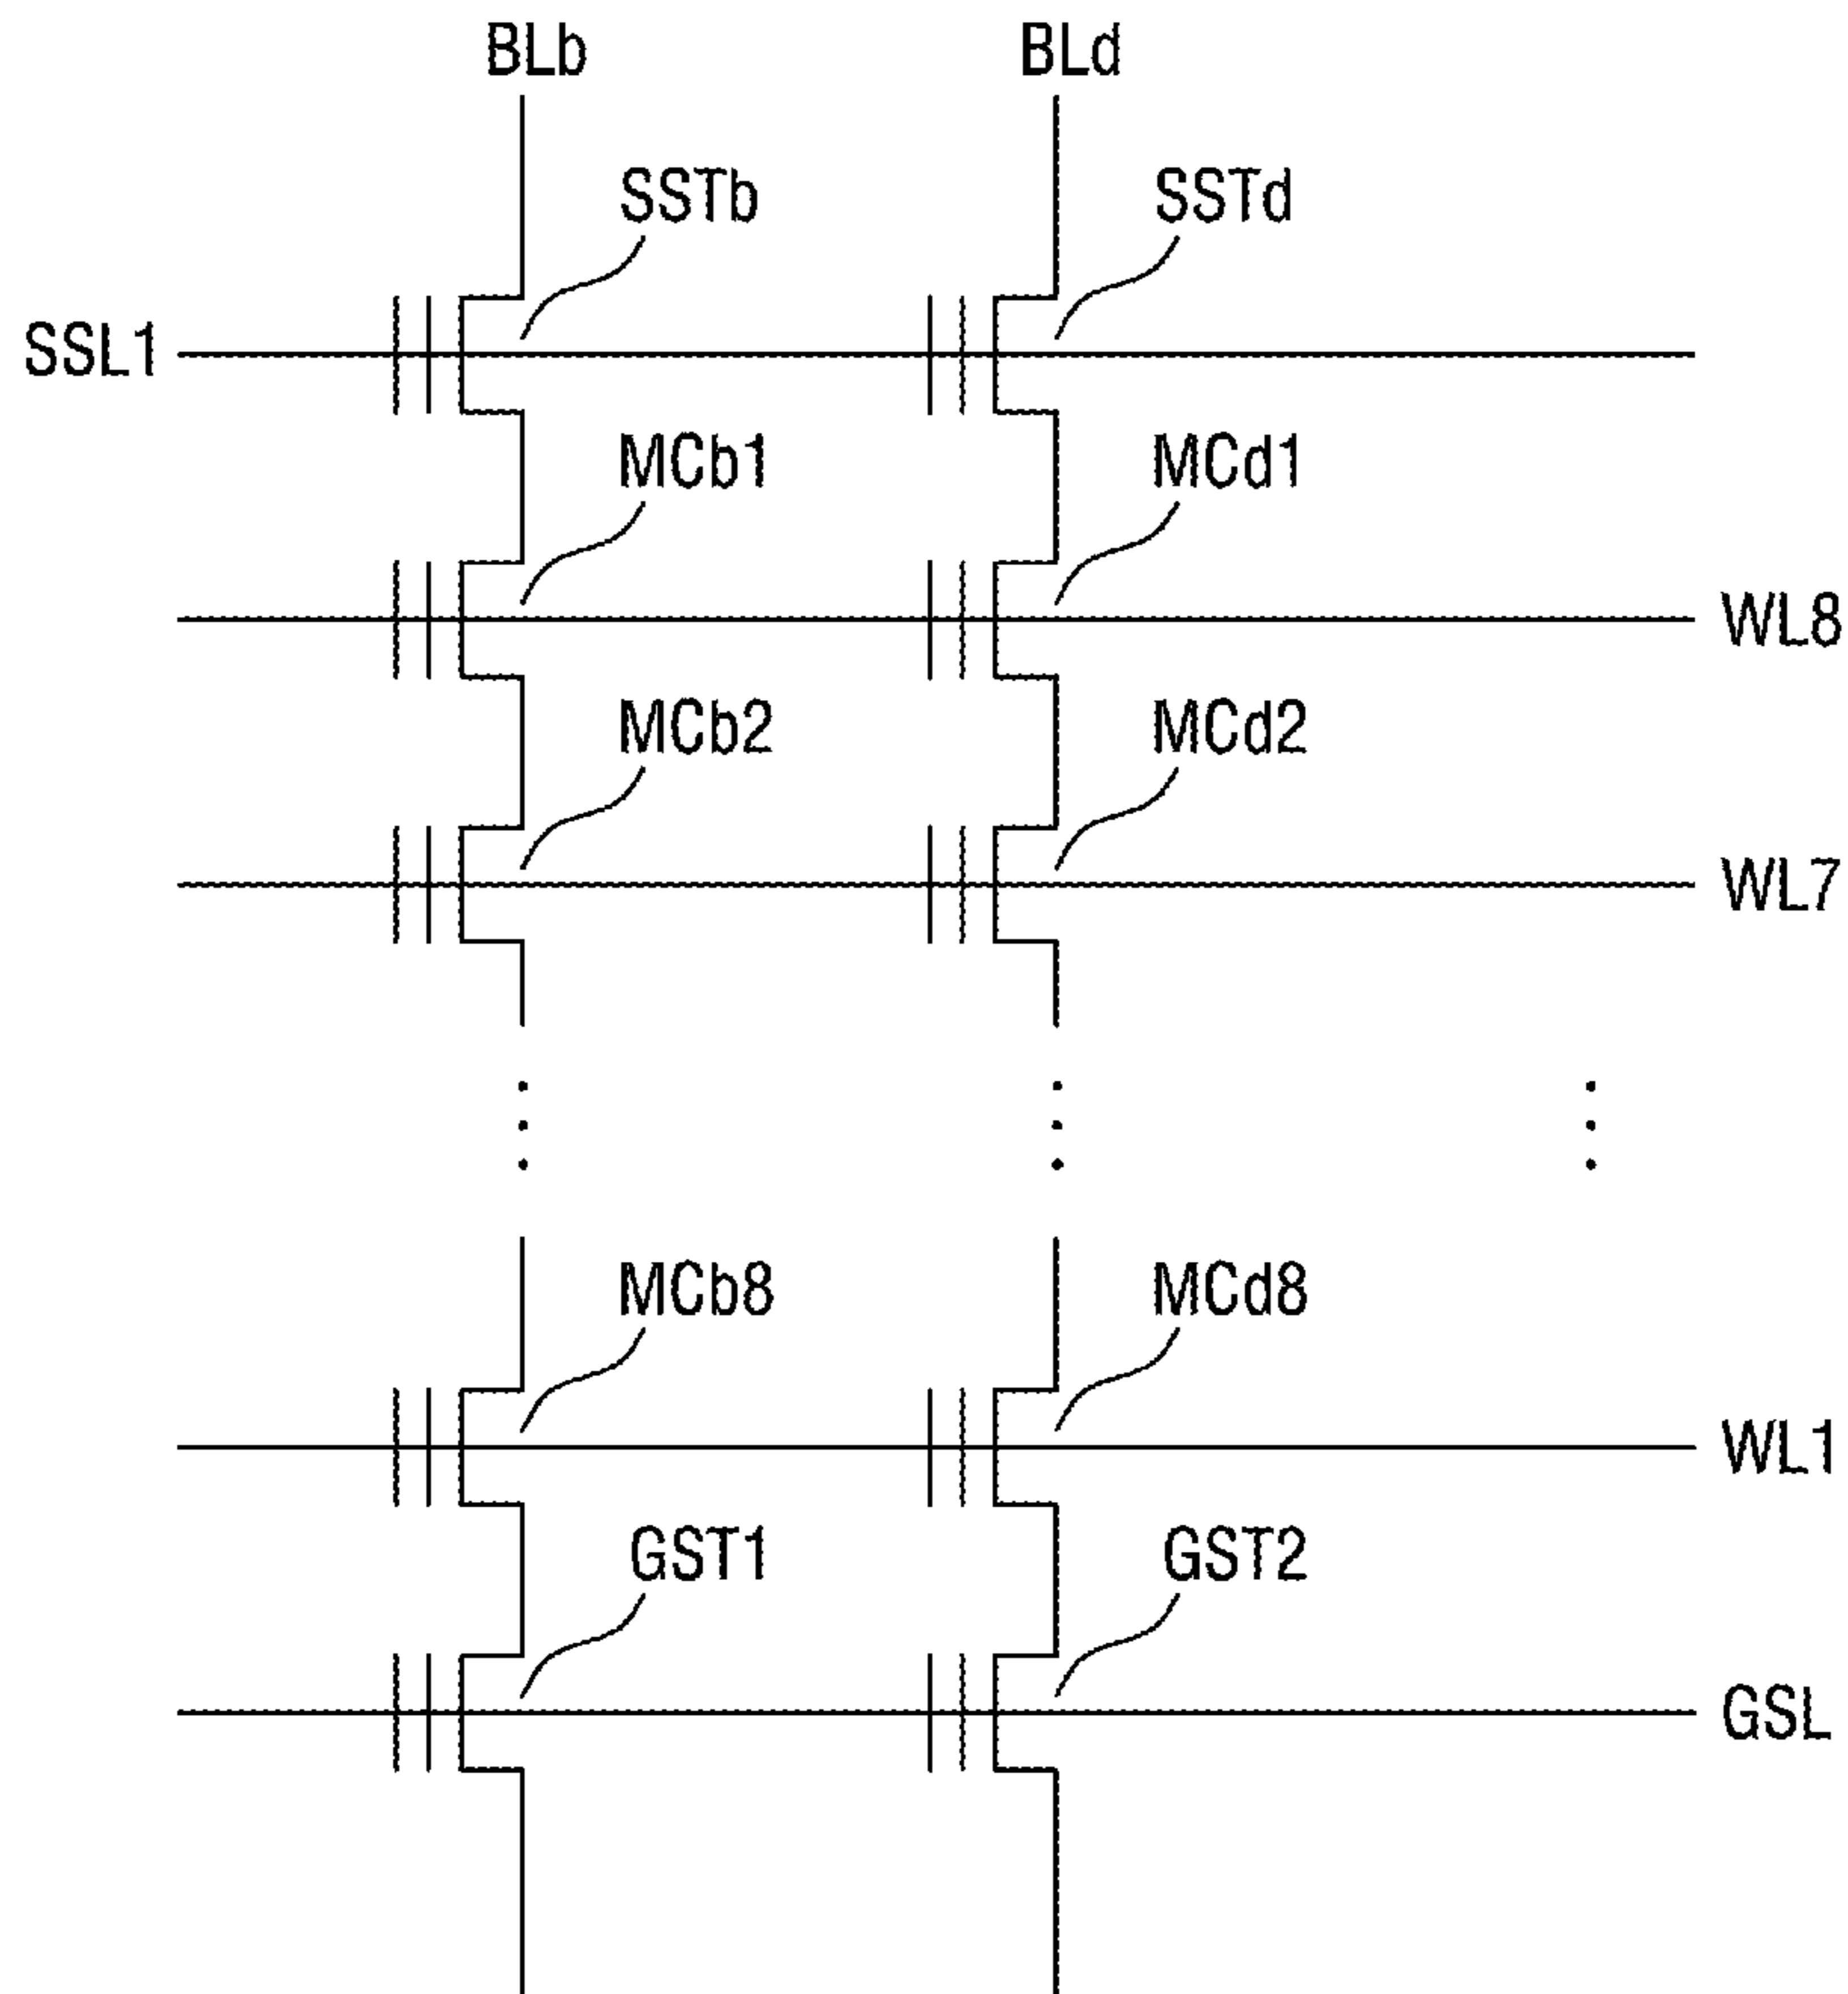 BLb BLd
SSTb SSTd
SSL1
MCb1 MCd1
WL8
MCb2 MCd2
WL7
MCb8 MCd8
WL1
GST1 GST2
GSL